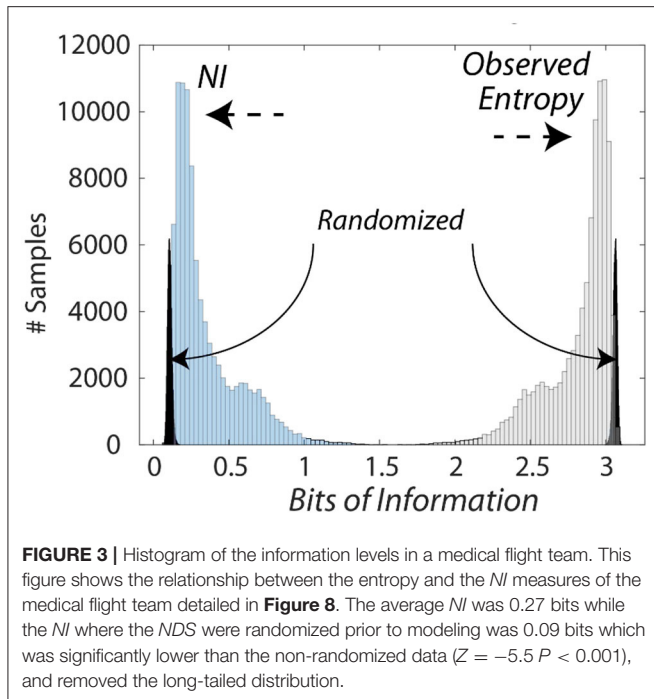 12000
10000
8000
6000
4000
2000
0
# Samples
NI
Observed
Entropy
Randomized
0
0.5
1
1.5
2
2.5
3
Bits of Information
FIGURE 3 | Histogram of the information levels in a medical flight team. This
figure shows the relationship between the entropy and the NI measures of the
medical flight team detailed in Figure 8. The average NI was 0.27 bits while
the NI where the NDS were randomized prior to modeling was 0.09 bits which
was significantly lower than the non-randomized data (Z = −5.5 P < 0.001),
and removed the long-tailed distribution.